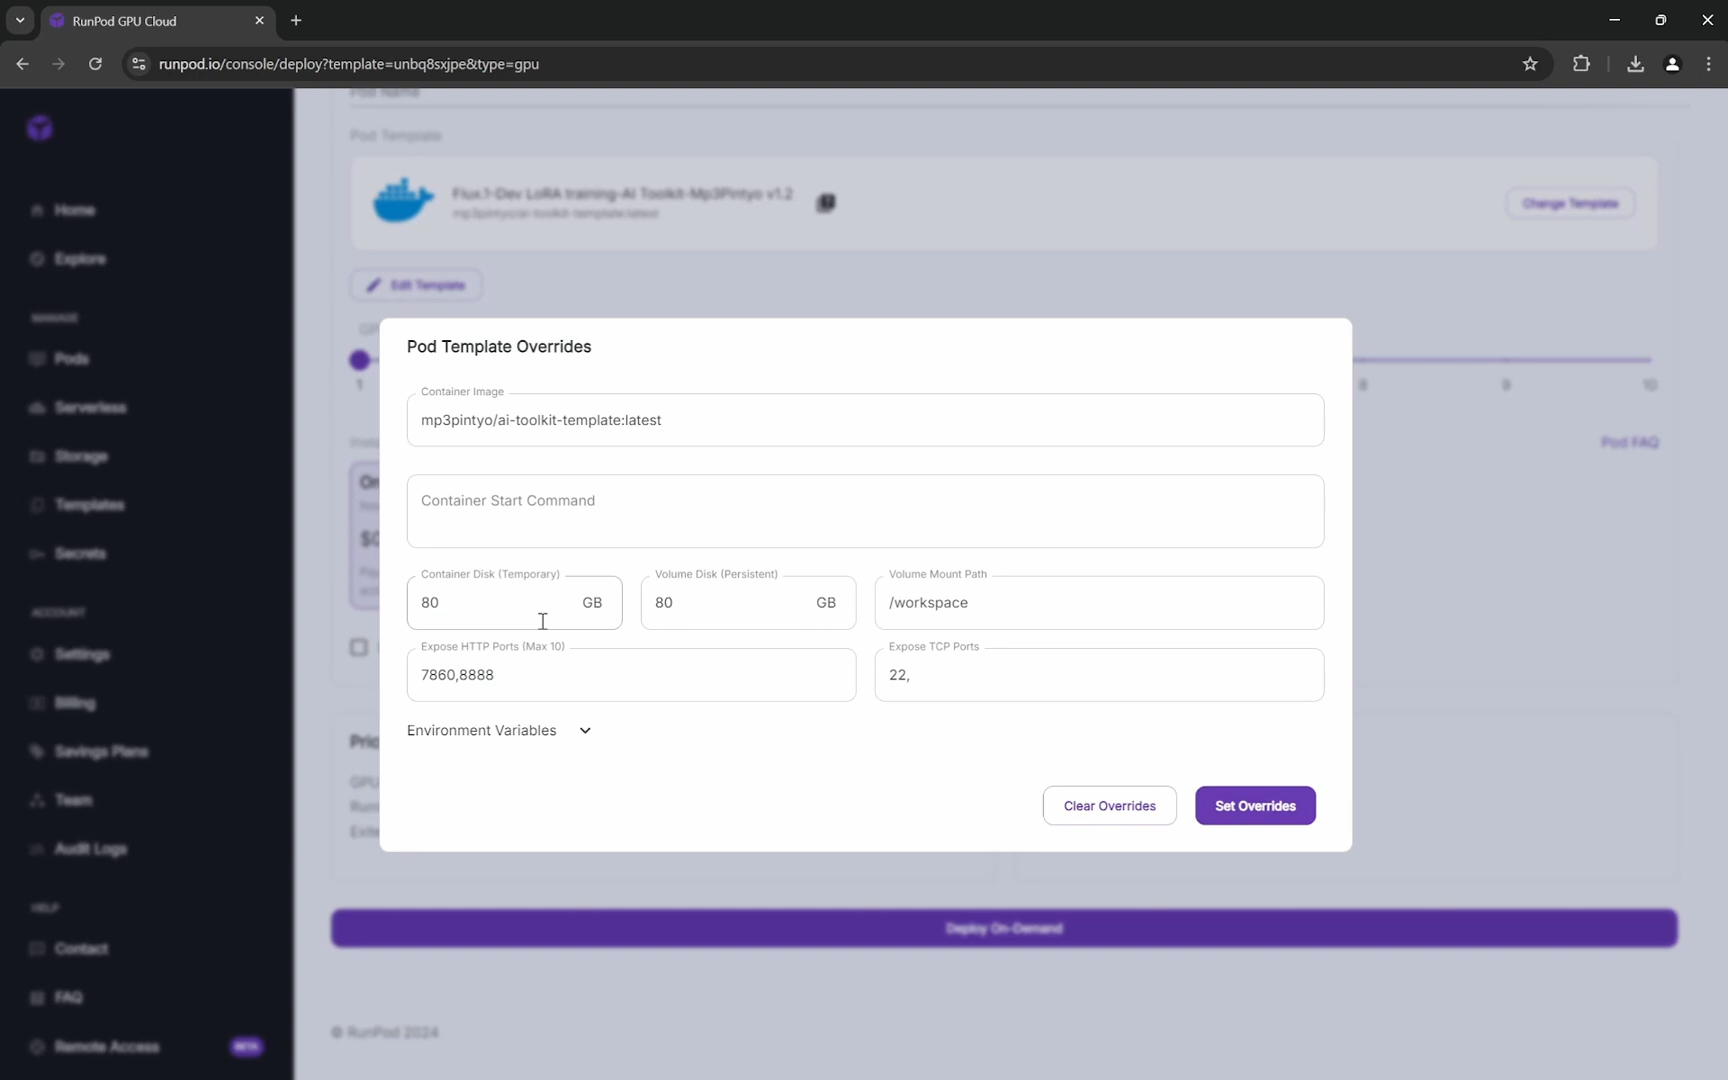 RunPod GPU Cloud
runpod.io/console/deploy?template=unbq8sxjpe&type=gpu
Pod Name
Pod Template
Flux.1-Dev LoRA training-AI Toolkit-Mp3Pintyo v1.2
mp3pintyo/ai-toolkit-template:latest
Change Template
Edit Template
Home
Explore
MANAGE
Pods
Serverless
Storage
Templates
Secrets
ACCOUNT
Settings
Billing
Savings Plans
Team
Audit Logs
HELP
Contact
FAQ
Remote Access
BETA
1
8
9
10
Pod FAQ
Pod Template Overrides
Container Image
mp3pintyo/ai-toolkit-template:latest
Container Start Command
Container Disk (Temporary)
80 GB
Volume Disk (Persistent)
80 GB
Volume Mount Path
/workspace
Expose HTTP Ports (Max 10)
7860,8888
Expose TCP Ports
22,
Environment Variables
Clear Overrides
Set Overrides
Deploy On-Demand
© RunPod 2024